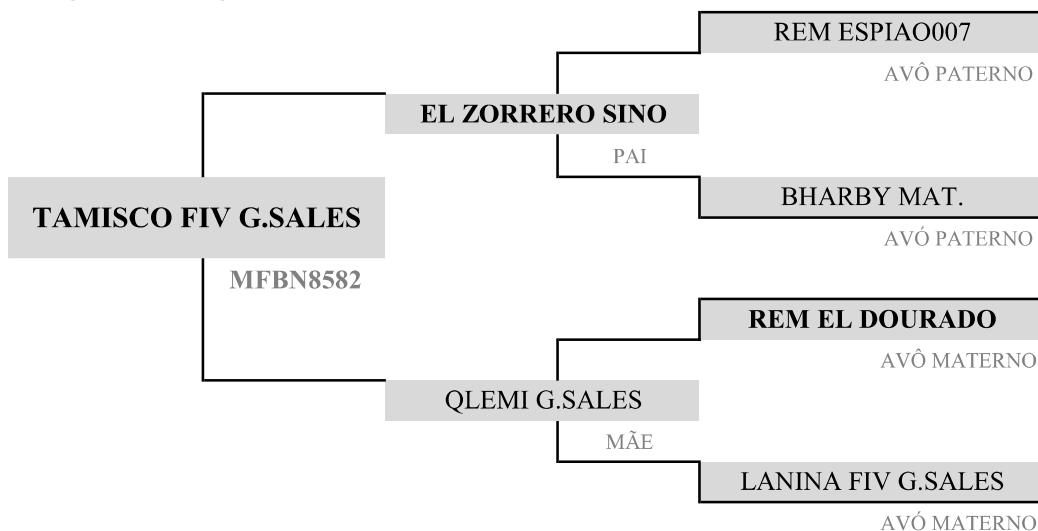 REM ESPIAO007
AVÔ PATERNO
EL ZORRERO SINO
PAI
BHARBY MAT.
AVÓ PATERNO
TAMISCO FIV G.SALES
MFBN8582
REM EL DOURADO
AVÔ MATERNO
QLEMI G.SALES
MÃE
LANINA FIV G.SALES
AVÓ MATERNO